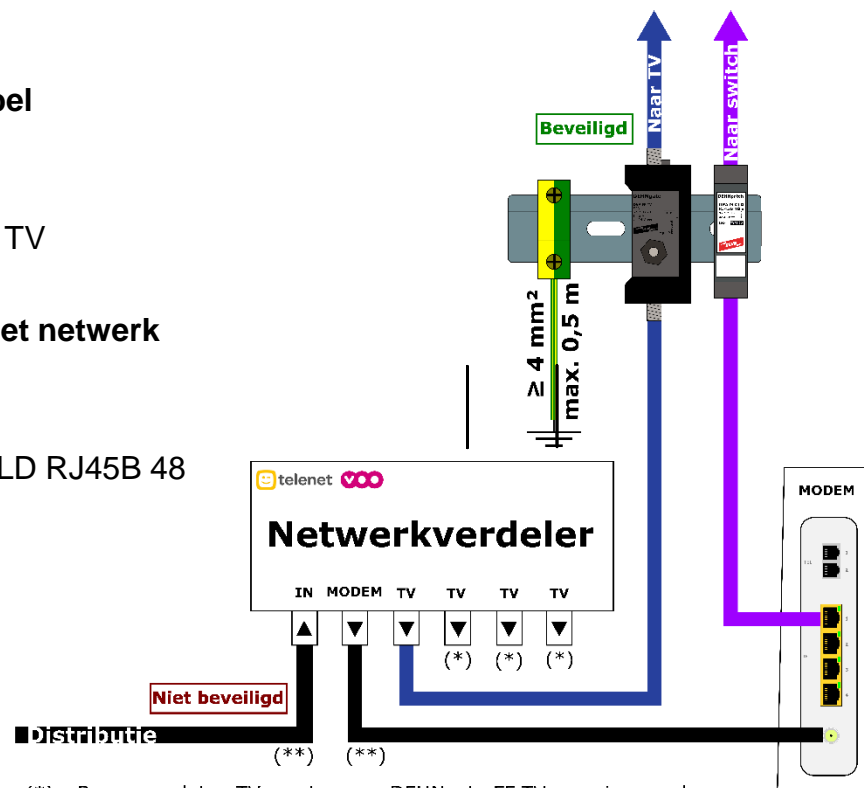 pel
TV
et netwerk
LD RJ45B 48
Naar TV
Naar switch
Beveiligd
≥ 4 mm²
max. 0,5 m
telenet VOO
Netwerkverdeler
IN MODEM TV TV TV TV
(*) (*) (*)
MODEM
Niet beveiligd
Distributie
(**) (**)